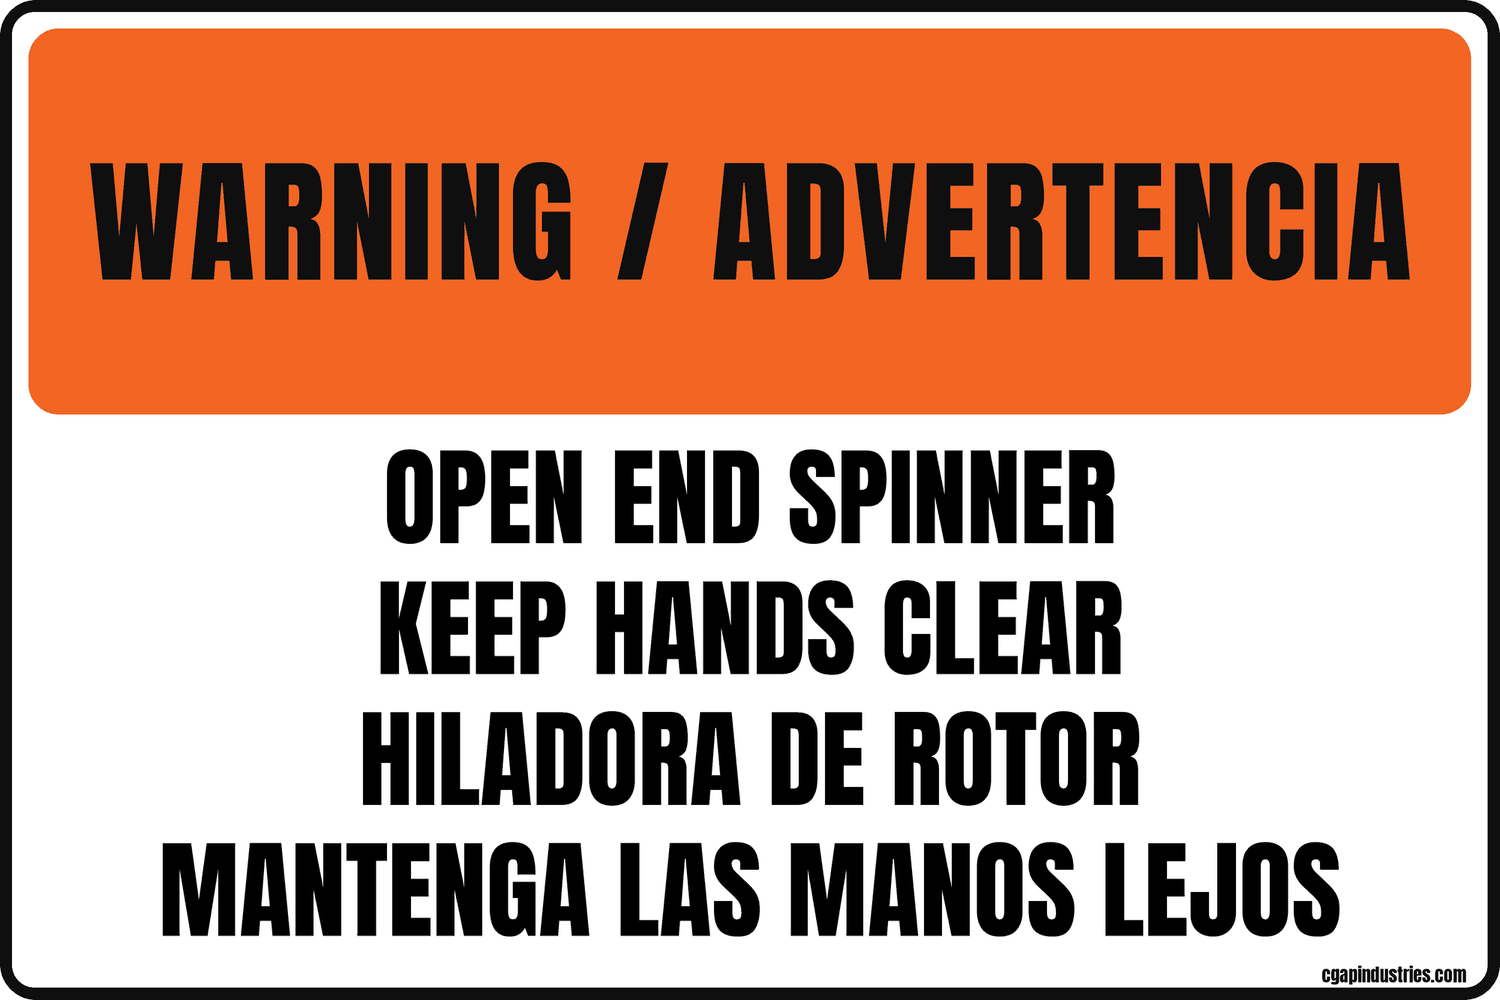 WARNING / ADVERTENCIA
OPEN END SPINNER
KEEP HANDS CLEAR
HILADORA DE ROTOR
MANTENGA LAS MANOS LEJOS
cgapindustries.com